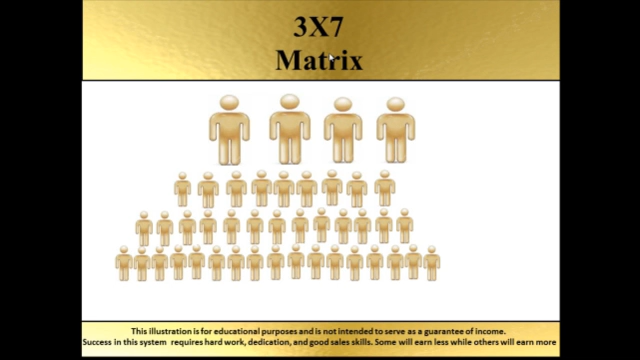 3X7
Matrix
This illustration is for educational purposes and is not intended to serve as a guarantee of income.
Success in this system requires hard work, dedication, and good sales skills. Some will earn less while others will earn more